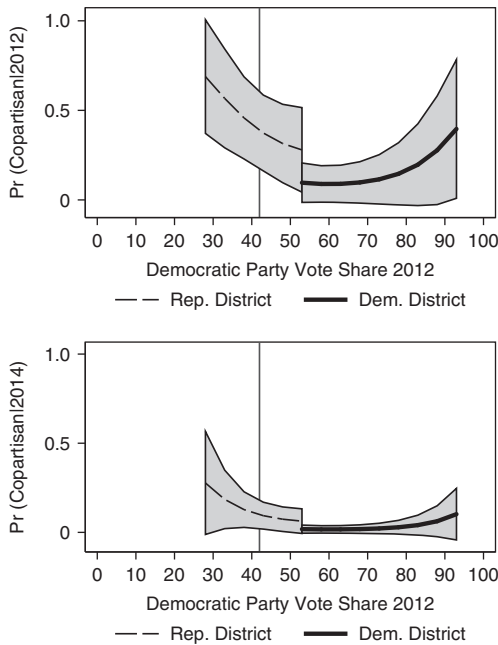 1.0
0.5
0
Pr (Copartisan|2012)
0 10 20 30 40 50 60 70 80 90 100
Democratic Party Vote Share 2012
Rep. District Dem. District
1.0
0.5
0
Pr (Copartisan|2014)
0 10 20 30 40 50 60 70 80 90 100
Democratic Party Vote Share 2012
Rep. District Dem. District